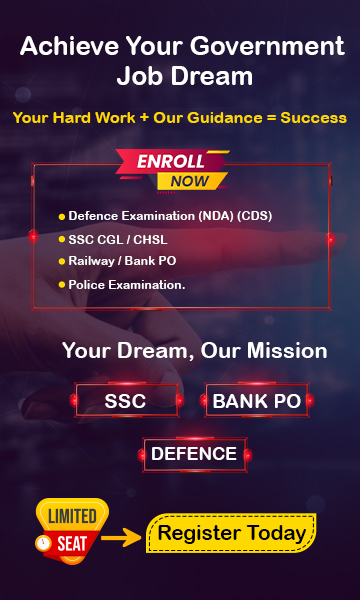 Achieve Your Government
Job Dream
Your Hard Work + Our Guidance = Success
ENROLL
NOW
Defence Examination (NDA) (CDS)
SSC CGL / CHSL
Railway / Bank PO
Police Examination.
Your Dream, Our Mission
SSC
BANK PO
DEFENCE
LIMITED
SEAT
Register Today